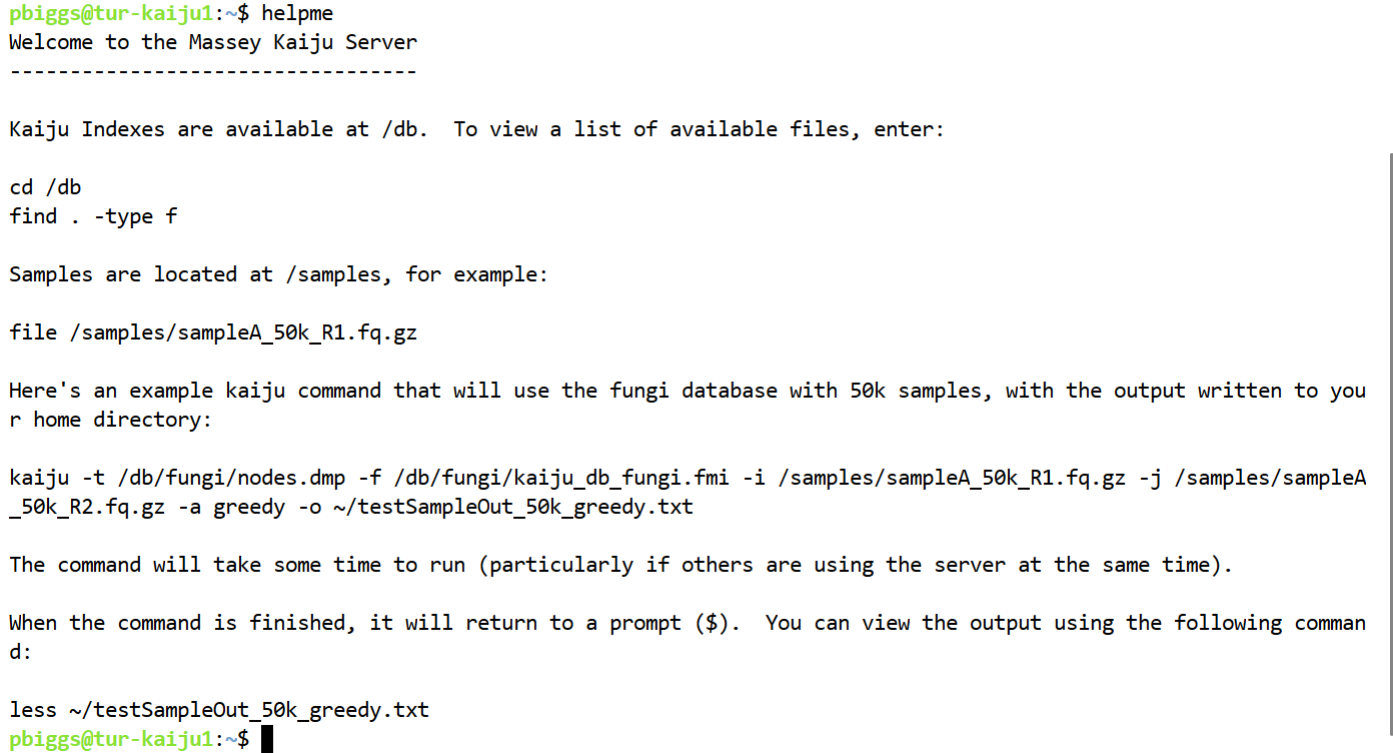 pbiggs@tur-kaiju1:~$ helpme
Welcome to the Massey Kaiju Server
----------------------------------
Kaiju Indexes are available at /db.  To view a list of available files, enter:
cd /db
find . -type f
Samples are located at /samples, for example:
file /samples/sampleA_50k_R1.fq.gz
Here's an example kaiju command that will use the fungi database with 50k samples, with the output written to you
r home directory:
kaiju -t /db/fungi/nodes.dmp -f /db/fungi/kaiju_db_fungi.fmi -i /samples/sampleA_50k_R1.fq.gz -j /samples/sampleA
_50k_R2.fq.gz -a greedy -o ~/testSampleOut_50k_greedy.txt
The command will take some time to run (particularly if others are using the server at the same time).
When the command is finished, it will return to a prompt ($).  You can view the output using the following comman
d:
less ~/testSampleOut_50k_greedy.txt
pbiggs@tur-kaiju1:~$